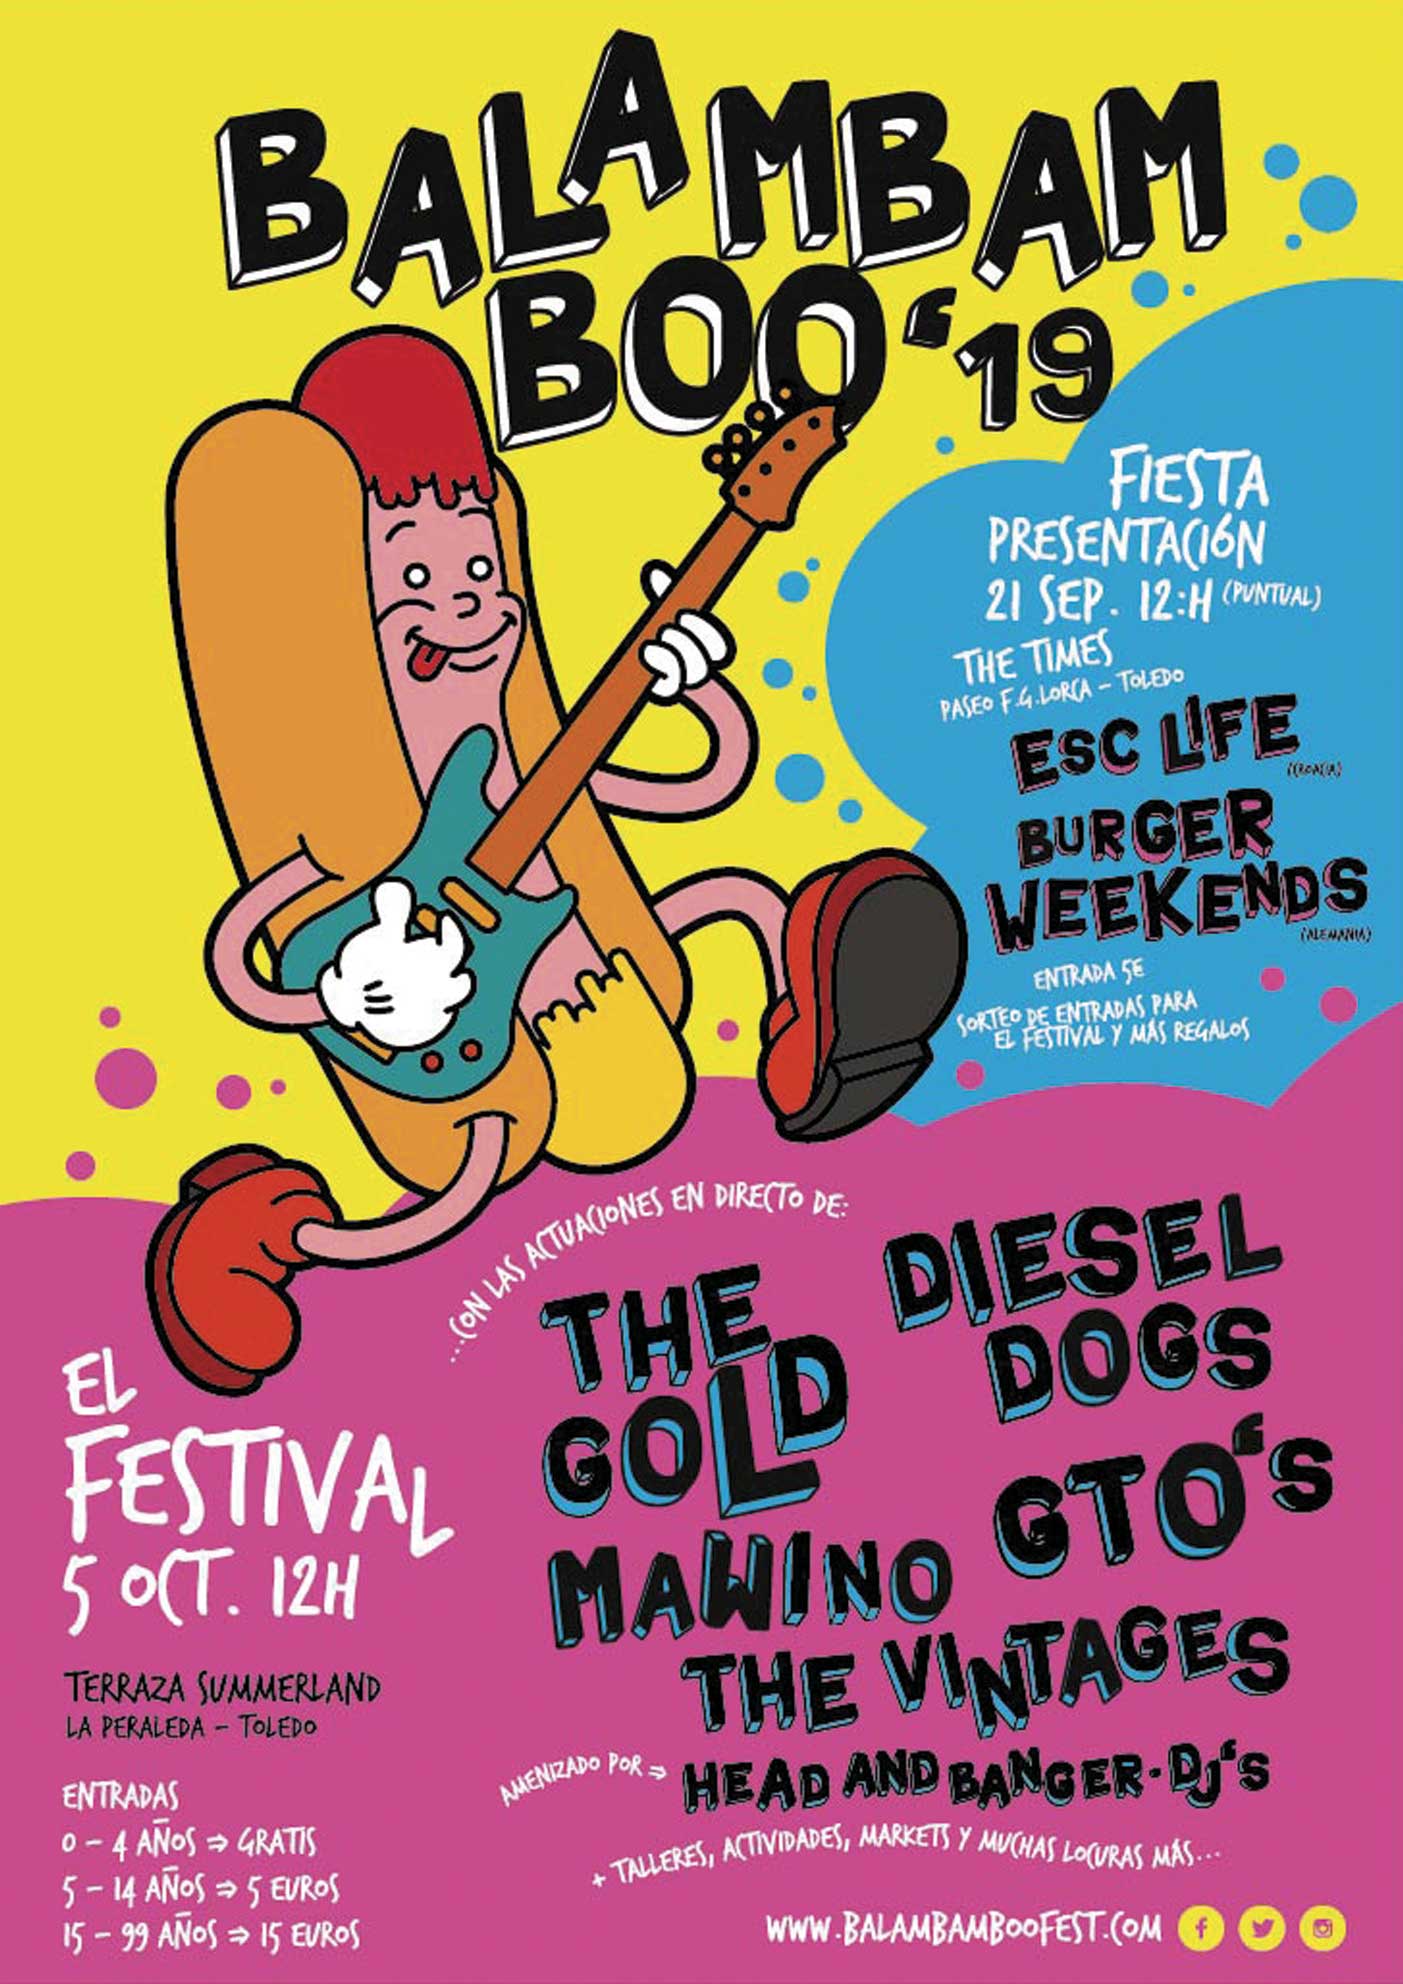 BALAMBAM
BOO '19
FIESTA
PRESENTACIÓN
21 SEP. 12:H (PUNTUAL)
THE TIMES
PASEO F.G.LORCA - TOLEDO
ESC LIFE
(CROACIA)
BURGER
WEEKENDS
(ALEMANIA)
ENTRADA 5E
SORTEO DE ENTRADAS PARA
EL FESTIVAL Y MÁS REGALOS
...CON LAS ACTUACIONES EN DIRECTO DE:
THE
GOLD
DIESEL
DOGS
GTO'S
MAWINO
THE VINTAGES
AMENIZADO POR ⇒
HEAD AND BANGER · DJ'S
+ TALLERES, ACTIVIDADES, MARKETS Y MUCHAS LOCURAS MÁS...
EL
FESTIVAL
5 OCT. 12H
TERRAZA SUMMERLAND
LA PERALEDA - TOLEDO
ENTRADAS
0 - 4 AÑOS ⇒ GRATIS
5 - 14 AÑOS ⇒ 5 EUROS
15 - 99 AÑOS ⇒ 15 EUROS
WWW.BALAMBAMBOOFEST.COM